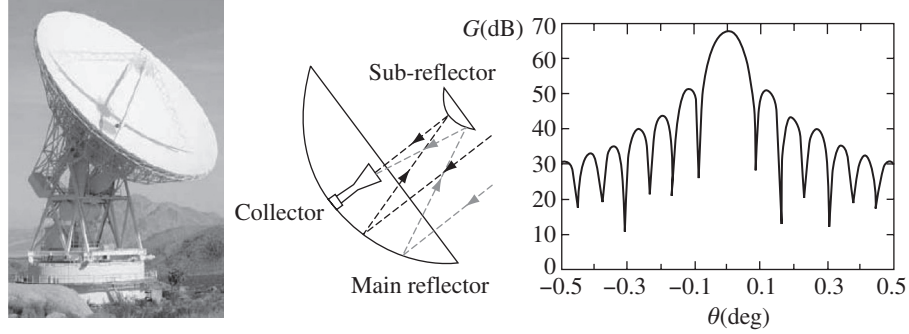 Sub-reflector
Collector
Main reflector
G(dB)
70
60
50
40
30
20
10
0
−0.5 −0.3 −0.1 0.1 0.3 0.5
θ(deg)